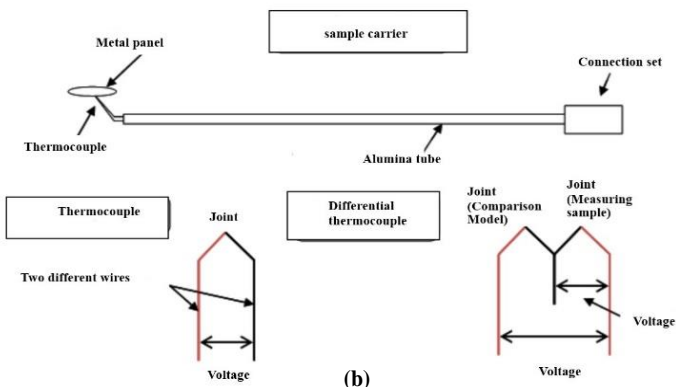 sample carrier
Metal panel
Connection set
Thermocouple
Alumina tube
Thermocouple
Joint
Two different wires
Voltage
Differential
thermocouple
Joint
(Comparison
Model)
Joint
(Measuring
sample)
Voltage
Voltage
(b)